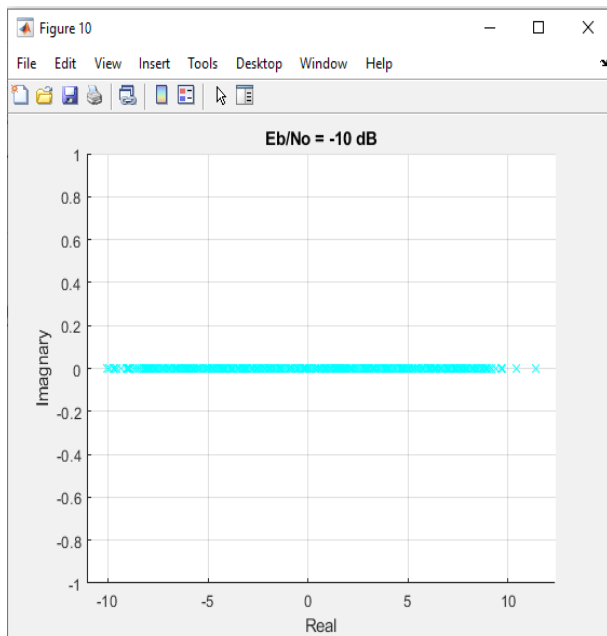 Figure 10
File Edit View Insert Tools Desktop Window Help
Eb/No = -10 dB
1
0.8
0.6
0.4
0.2
0
-0.2
-0.4
-0.6
-0.8
-1
Imagnary
-10 -5 0 5 10
Real